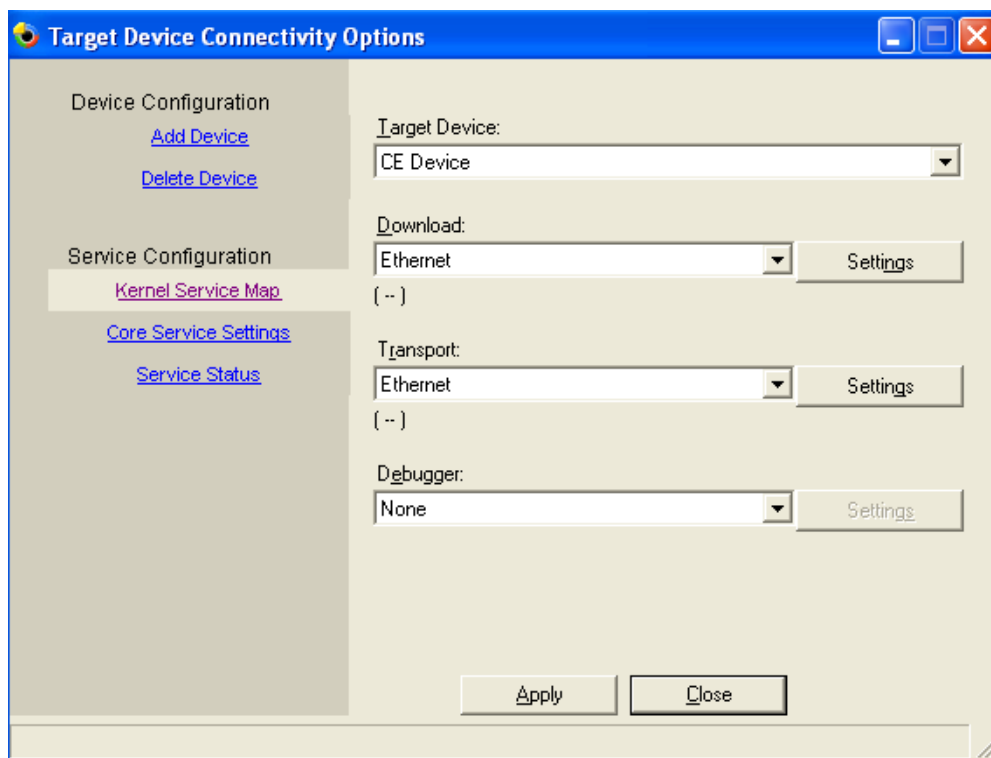 Target Device Connectivity Options
Device Configuration
Add Device
Delete Device
Service Configuration
Kernel Service Map
Core Service Settings
Service Status
Target Device:
CE Device
Download:
Ethernet
Settings
( -- )
Transport:
Ethernet
Settings
( -- )
Debugger:
None
Settings
Apply
Close